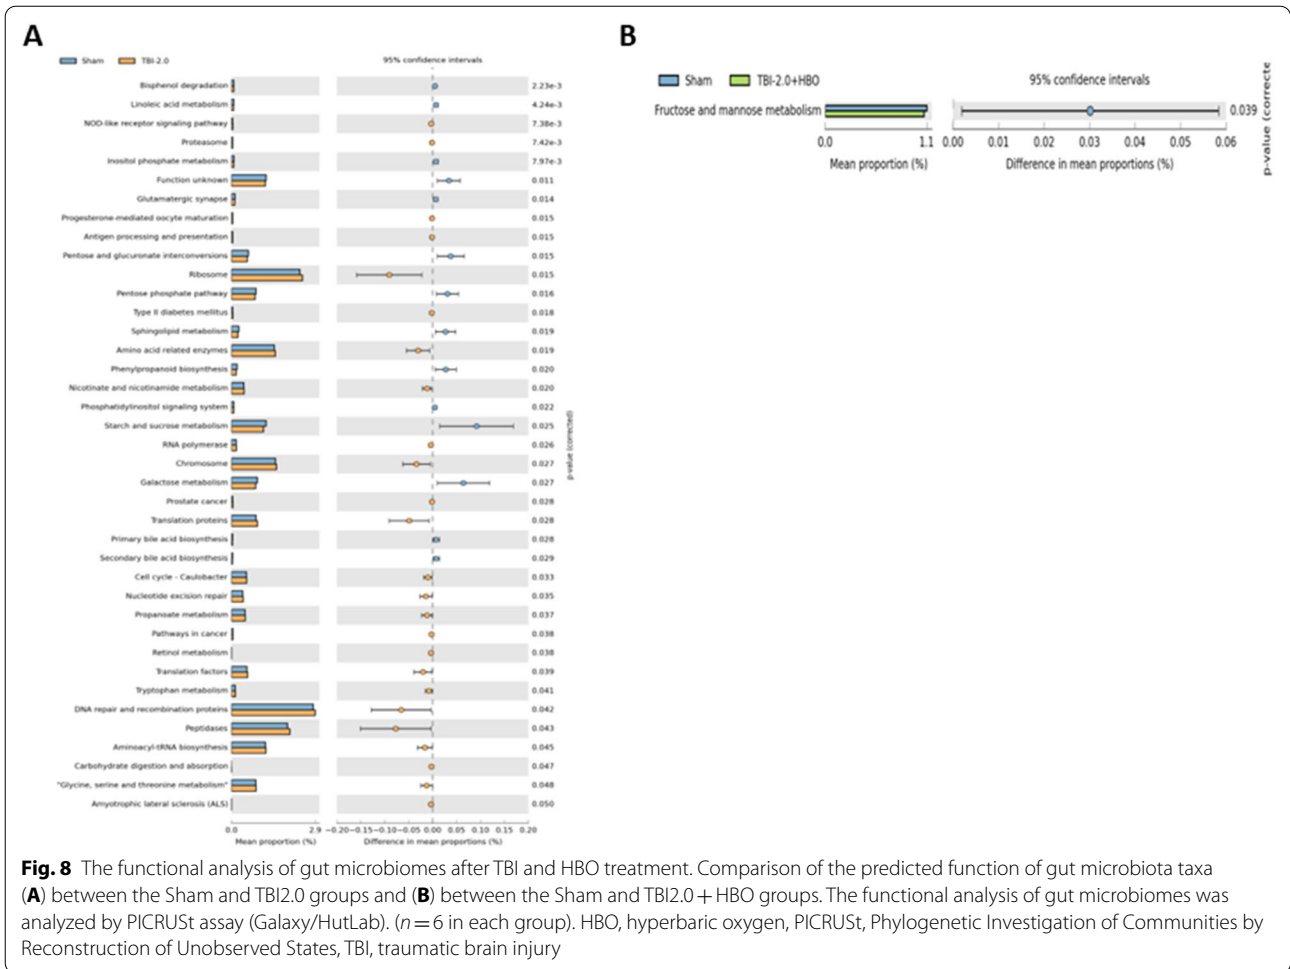 A
Sham TBI-2.0
95% confidence intervals
Bisphenol degradation 2.23e-3
Linoleic acid metabolism 4.24e-3
NOD-like receptor signaling pathway 7.38e-3
Proteasome 7.42e-3
Inositol phosphate metabolism 7.97e-3
Function unknown 0.011
Glutamatergic synapse 0.014
Progesterone-mediated oocyte maturation 0.015
Antigen processing and presentation 0.015
Pentose and glucuronate interconversions 0.015
Ribosome 0.015
Pentose phosphate pathway 0.016
Type II diabetes mellitus 0.018
Sphingolipid metabolism 0.019
Amino acid related enzymes 0.019
Phenylpropanoid biosynthesis 0.020
Nicotinate and nicotinamide metabolism 0.020
Phosphatidylinositol signaling system 0.022
Starch and sucrose metabolism 0.025
RNA polymerase 0.026
Chromosome 0.027
Galactose metabolism 0.027
Prostate cancer 0.028
Translation proteins 0.028
Primary bile acid biosynthesis 0.028
Secondary bile acid biosynthesis 0.029
Cell cycle - Caulobacter 0.033
Nucleotide excision repair 0.035
Propanoate metabolism 0.037
Pathways in cancer 0.038
Retinol metabolism 0.038
Translation factors 0.039
Tryptophan metabolism 0.041
DNA repair and recombination proteins 0.042
Peptidases 0.043
Aminoacyl-tRNA biosynthesis 0.045
Carbohydrate digestion and absorption 0.047
"Glycine, serine and threonine metabolism" 0.048
Amyotrophic lateral sclerosis (ALS) 0.050
p-value (corrected)
0.0 2.9 −0.20 −0.15 −0.10 −0.05 0.00 0.05 0.10 0.15 0.20
Mean proportion (%) Difference in mean proportions (%)
B
Sham TBI-2.0+HBO
95% confidence intervals
Fructose and mannose metabolism 0.039
p-value (correcte
0.0 1.1 0.00 0.01 0.02 0.03 0.04 0.05 0.06
Mean proportion (%) Difference in mean proportions (%)
Fig. 8 The functional analysis of gut microbiomes after TBI and HBO treatment. Comparison of the predicted function of gut microbiota taxa
(A) between the Sham and TBI2.0 groups and (B) between the Sham and TBI2.0 + HBO groups. The functional analysis of gut microbiomes was
analyzed by PICRUSt assay (Galaxy/HutLab). (n = 6 in each group). HBO, hyperbaric oxygen, PICRUSt, Phylogenetic Investigation of Communities by
Reconstruction of Unobserved States, TBI, traumatic brain injury